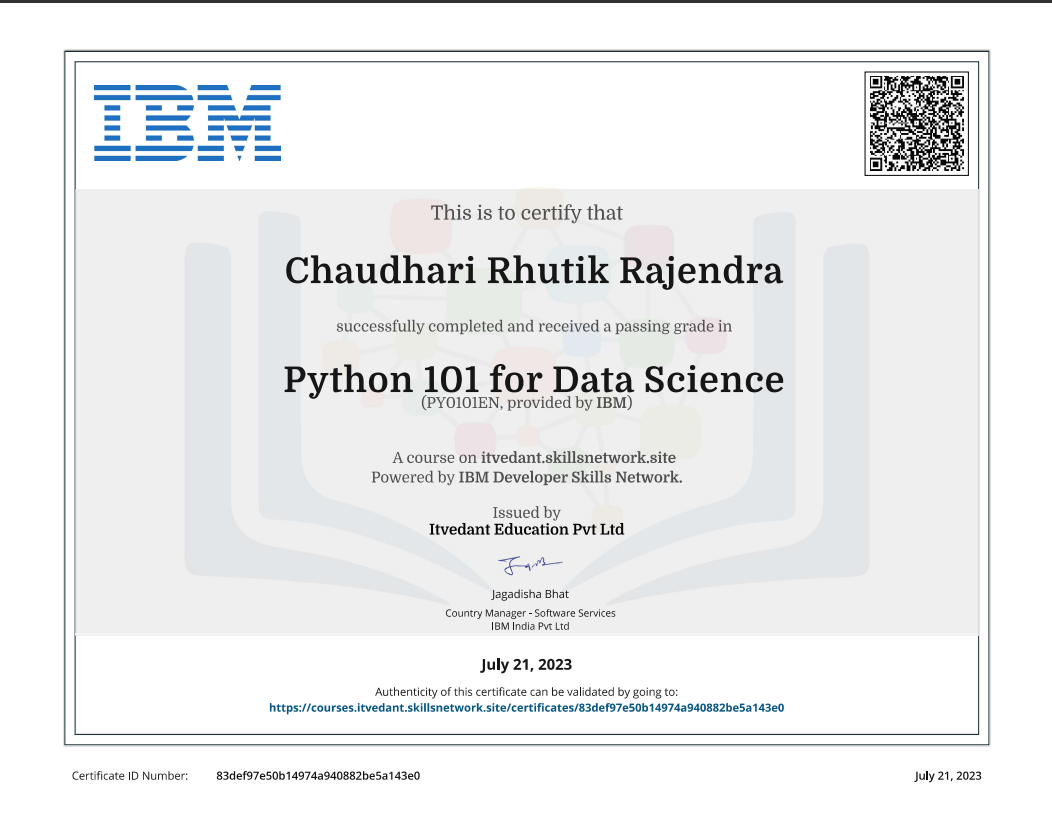 IBM
This is to certify that
Chaudhari Rhutik Rajendra
successfully completed and received a passing grade in
Python 101 for Data Science
(PY0101EN, provided by IBM)
A course on itvedant.skillsnetwork.site
Powered by IBM Developer Skills Network.
Issued by
Itvedant Education Pvt Ltd
Jagadisha Bhat
Country Manager - Software Services
IBM India Pvt Ltd
July 21, 2023
Authenticity of this certificate can be validated by going to:
https://courses.itvedant.skillsnetwork.site/certificates/83def97e50b14974a940882be5a143e0
Certificate ID Number: 83def97e50b14974a940882be5a143e0 July 21, 2023